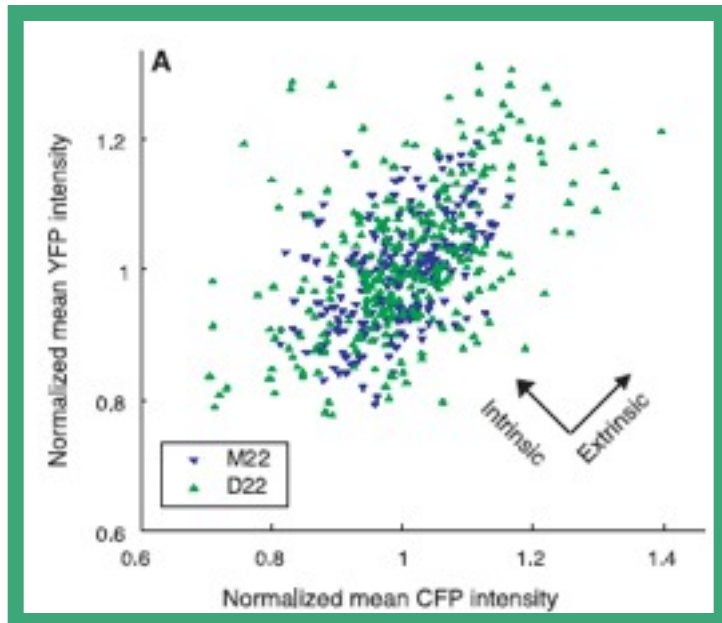 A
Normalized mean YFP intensity
1.2
1
0.8
0.6
Intrinsic
Extrinsic
M22
D22
0.6
0.8
1
1.2
1.4
Normalized mean CFP intensity